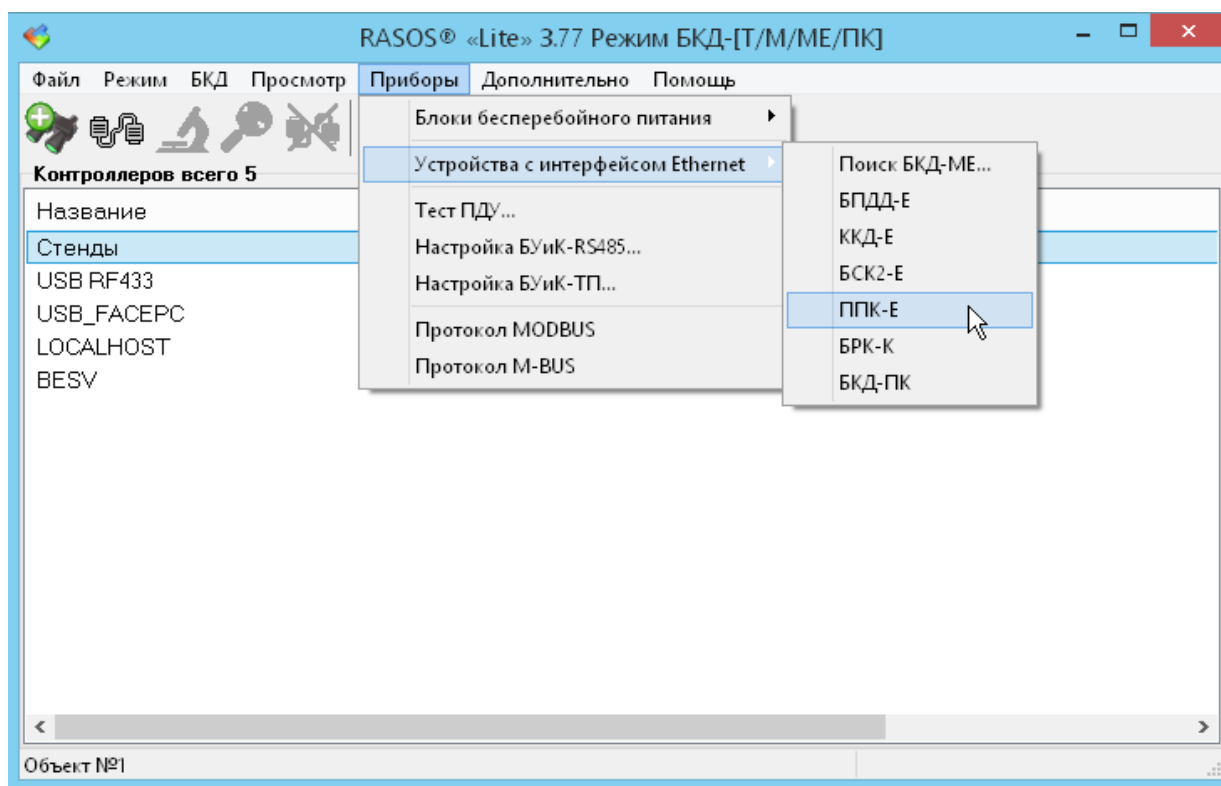 RASOS® «Lite» 3.77 Режим БКД-[Т/М/МЕ/ПК]
Файл Режим БКД Просмотр Приборы Дополнительно Помощь
Контроллеров всего 5
Название
Стенды
USB RF433
USB_FACEPC
LOCALHOST
BESV
Блоки бесперебойного питания
Устройства с интерфейсом Ethernet
Тест ПДУ...
Настройка БУиК-RS485...
Настройка БУиК-ТП...
Протокол MODBUS
Протокол M-BUS
Поиск БКД-МЕ...
БПДД-Е
ККД-Е
БСК2-Е
ППК-Е
БРК-К
БКД-ПК
Объект №1